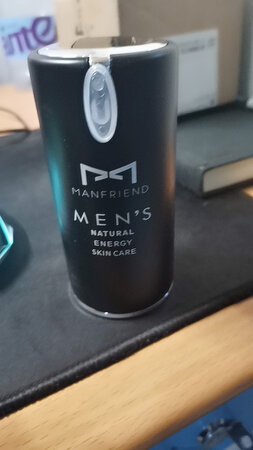 MANFRIEND
MEN'S
NATURAL
ENERGY
SKIN CARE